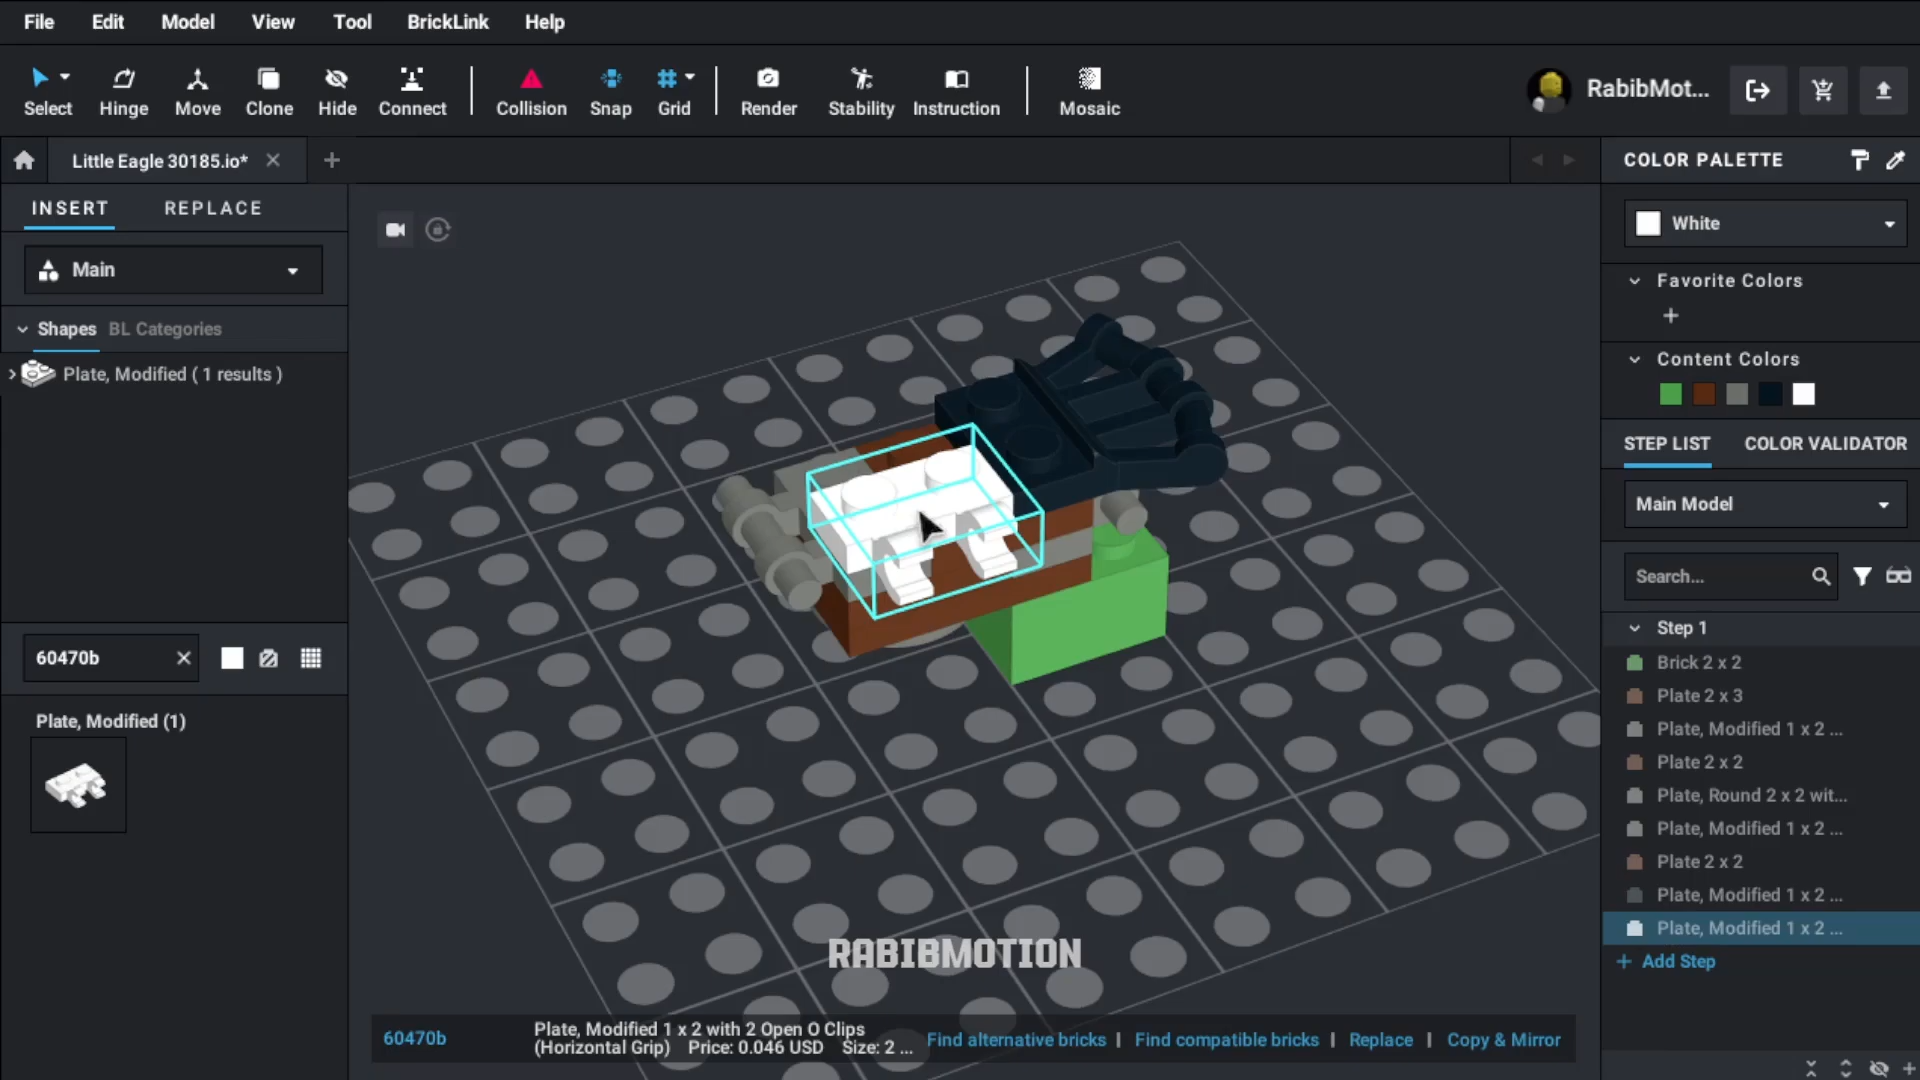 File Edit Model View Tool BrickLink Help
Select Hinge Move Clone Hide Connect Collision Snap Grid Render Stability Instruction Mosaic
RabibMot...
Little Eagle 30185.io*
COLOR PALETTE
INSERT REPLACE
White
Main
Favorite Colors
Shapes BL Categories
Content Colors
Plate, Modified ( 1 results )
STEP LIST COLOR VALIDATOR
Main Model
Search...
Step 1
60470b
Brick 2 x 2
Plate 2 x 3
Plate, Modified (1)
Plate, Modified 1 x 2 ...
Plate 2 x 2
Plate, Round 2 x 2 wit...
Plate, Modified 1 x 2 ...
Plate 2 x 2
Plate, Modified 1 x 2 ...
Plate, Modified 1 x 2 ...
RABIBMOTION
Add Step
60470b
Plate, Modified 1 x 2 with 2 Open O Clips
(Horizontal Grip) Price: 0.046 USD Size: 2 ...
Find alternative bricks | Find compatible bricks | Replace | Copy & Mirror